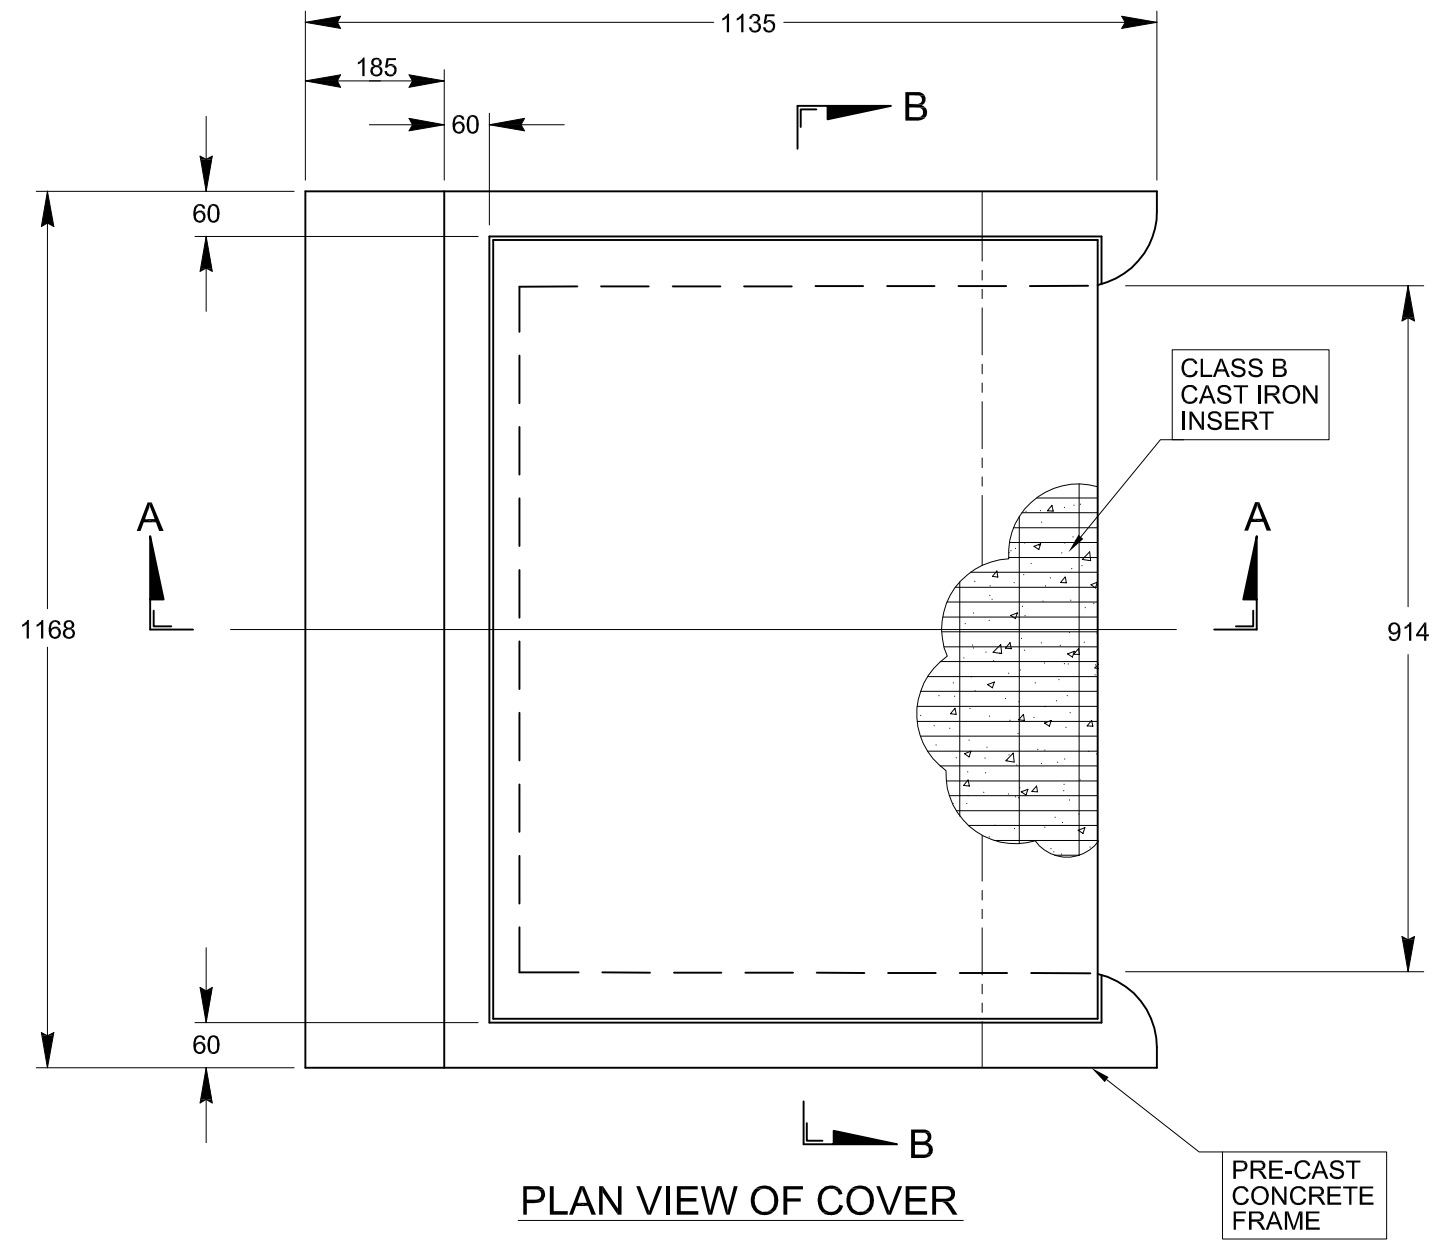 1135
185
60
B
60
CLASS B
CAST IRON
INSERT
A
A
1168
914
60
B
PLAN VIEW OF COVER
PRE-CAST
CONCRETE
FRAME